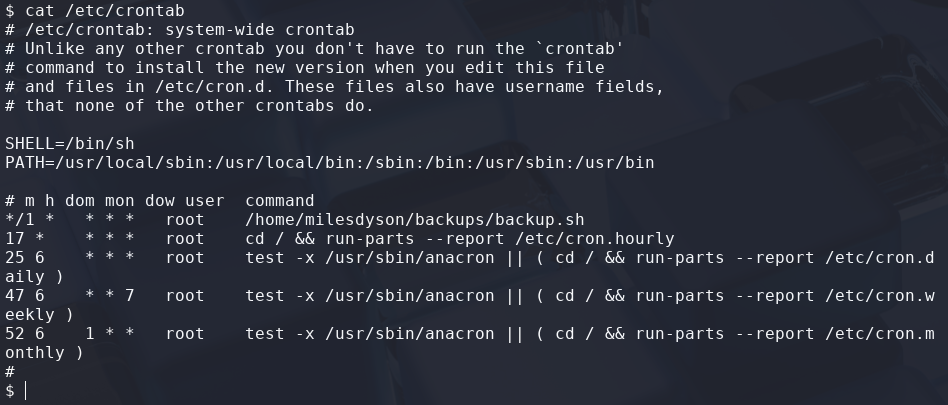 $ cat /etc/crontab
# /etc/crontab: system-wide crontab
# Unlike any other crontab you don't have to run the `crontab'
# command to install the new version when you edit this file
# and files in /etc/cron.d. These files also have username fields,
# that none of the other crontabs do.

SHELL=/bin/sh
PATH=/usr/local/sbin:/usr/local/bin:/sbin:/bin:/usr/sbin:/usr/bin

# m h dom mon dow user  command
*/1 *   * * *   root    /home/milesdyson/backups/backup.sh
17 *    * * *   root    cd / && run-parts --report /etc/cron.hourly
25 6    * * *   root    test -x /usr/sbin/anacron || ( cd / && run-parts --report /etc/cron.d
aily )
47 6    * * 7   root    test -x /usr/sbin/anacron || ( cd / && run-parts --report /etc/cron.w
eekly )
52 6    1 * *   root    test -x /usr/sbin/anacron || ( cd / && run-parts --report /etc/cron.m
onthly )
#
$